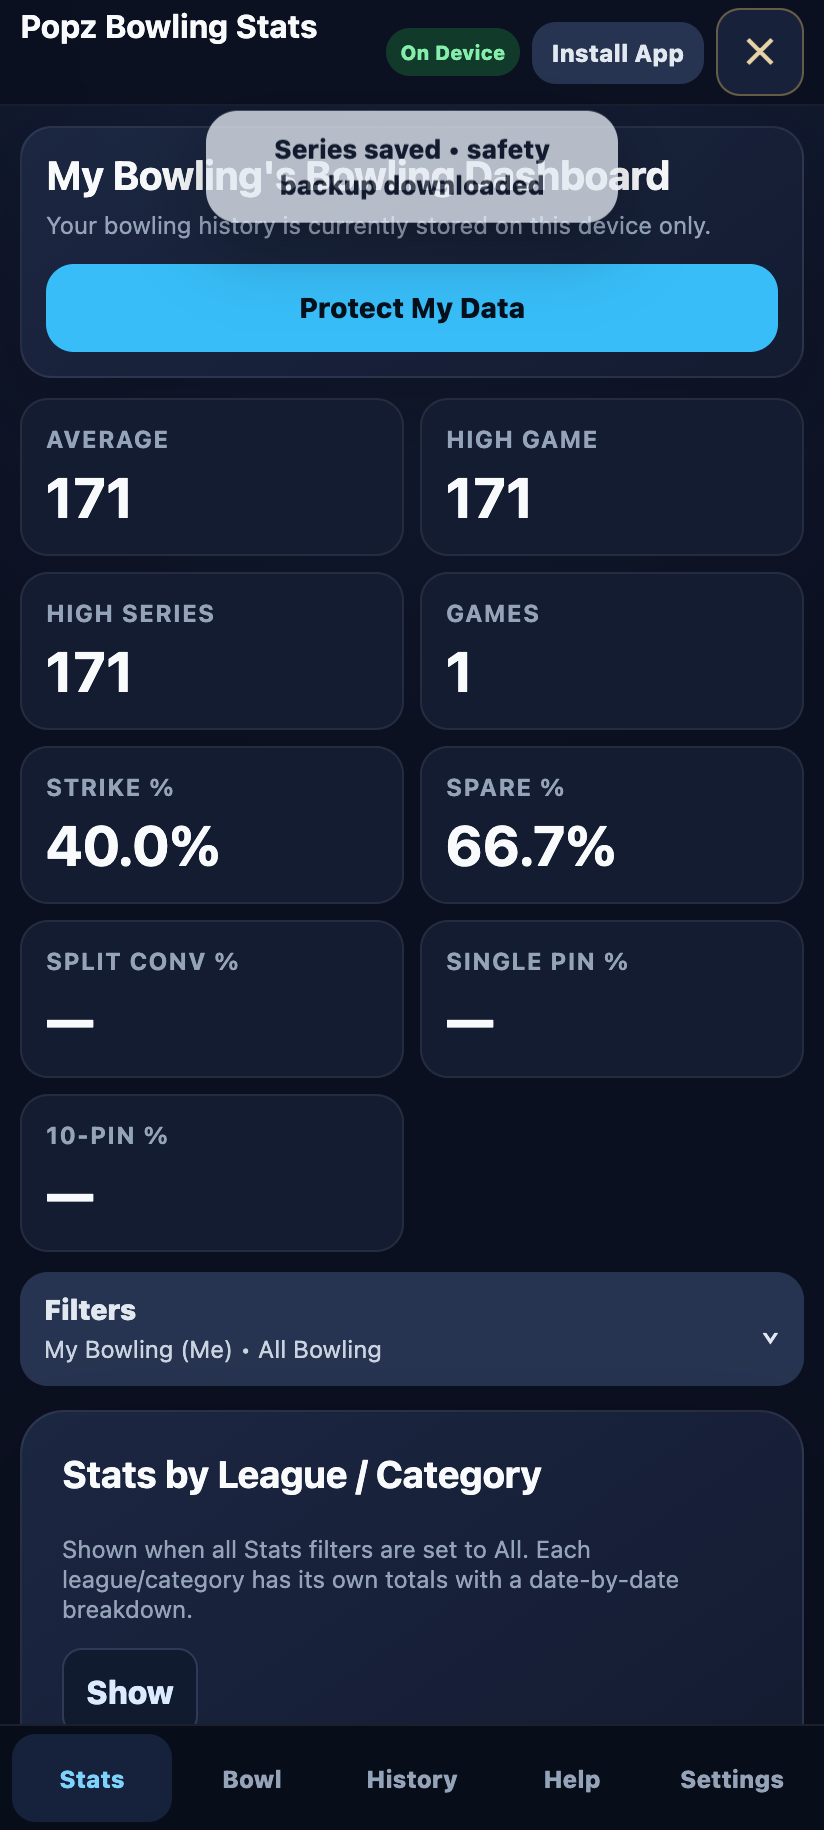 Popz Bowling Stats
On Device
Install App
Series saved • safety
backup downloaded
My Bowling's Bowling Dashboard
Your bowling history is currently stored on this device only.
Protect My Data
AVERAGE
171
HIGH GAME
171
HIGH SERIES
171
GAMES
1
STRIKE %
40.0%
SPARE %
66.7%
SPLIT CONV %
—
SINGLE PIN %
—
10-PIN %
—
Filters
My Bowling (Me) • All Bowling
Stats by League / Category
Shown when all Stats filters are set to All. Each
league/category has its own totals with a date-by-date
breakdown.
Show
Stats
Bowl
History
Help
Settings